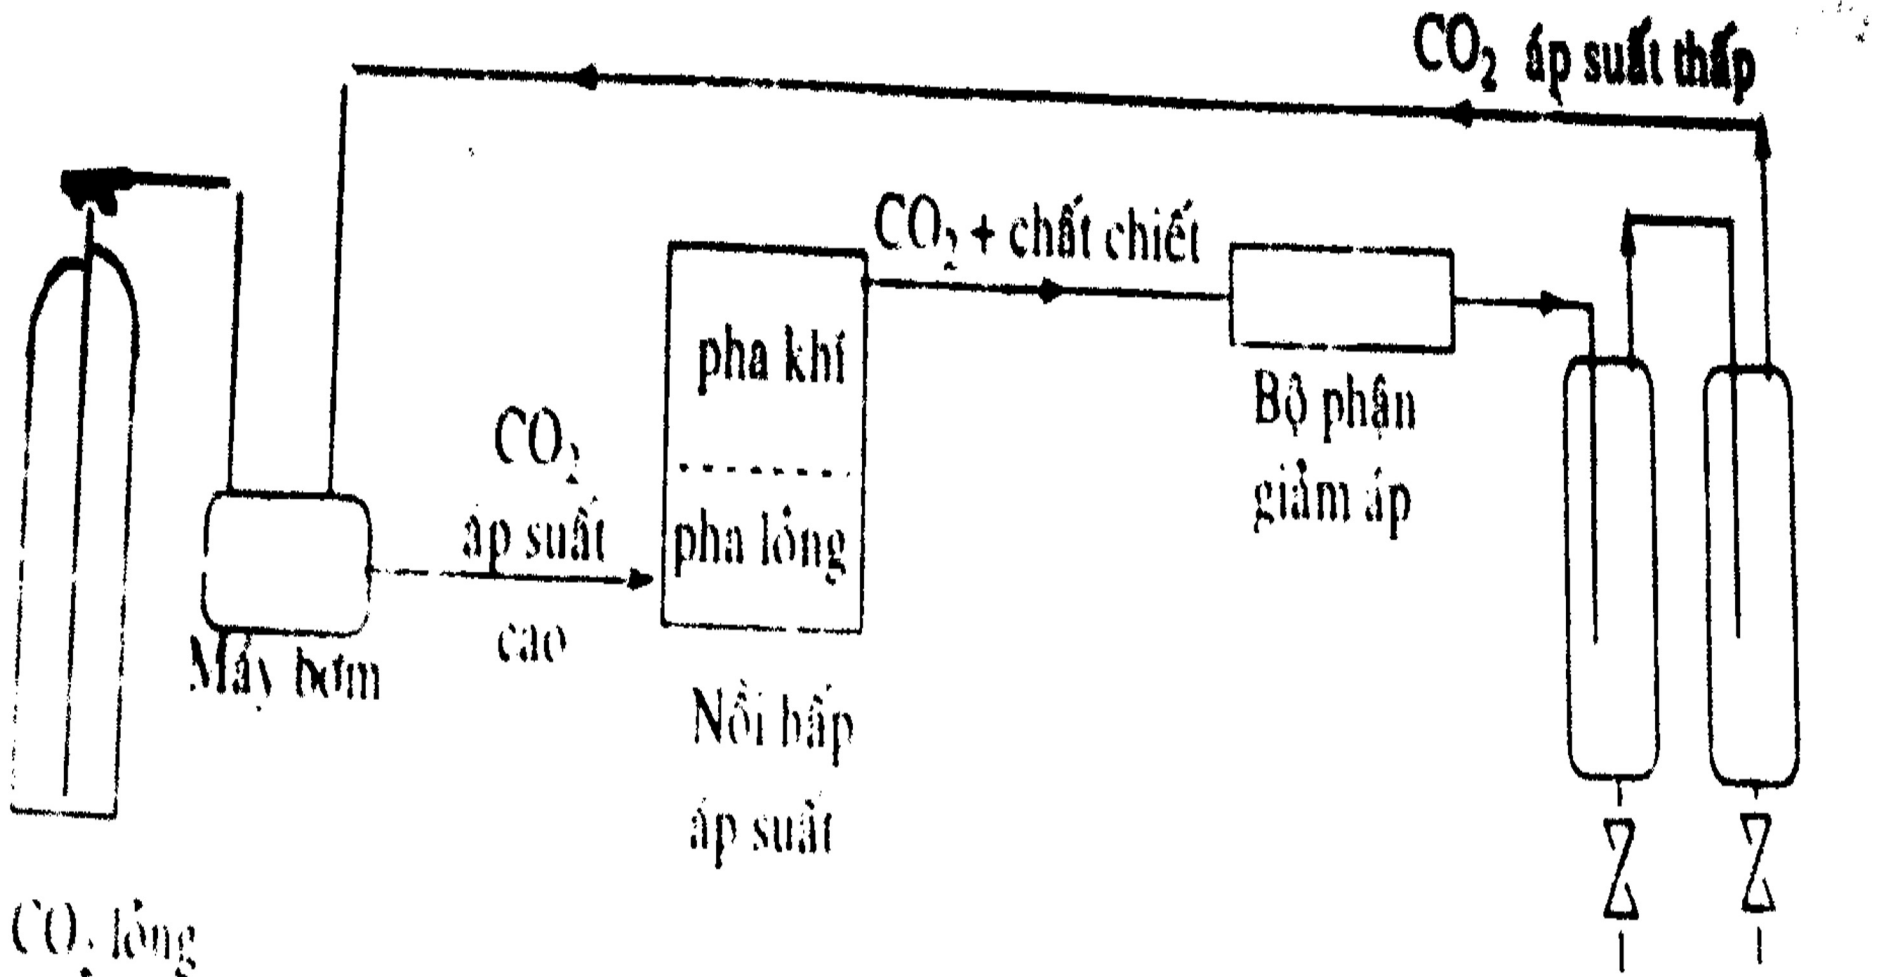 CO₂ áp suất thấp
CO₂ + chất chiết
pha khí
Bộ phận
giảm áp
CO₂
áp suất
cao
pha lỏng
Máy bơm
Nồi hấp
áp suất
CO₂ lỏng